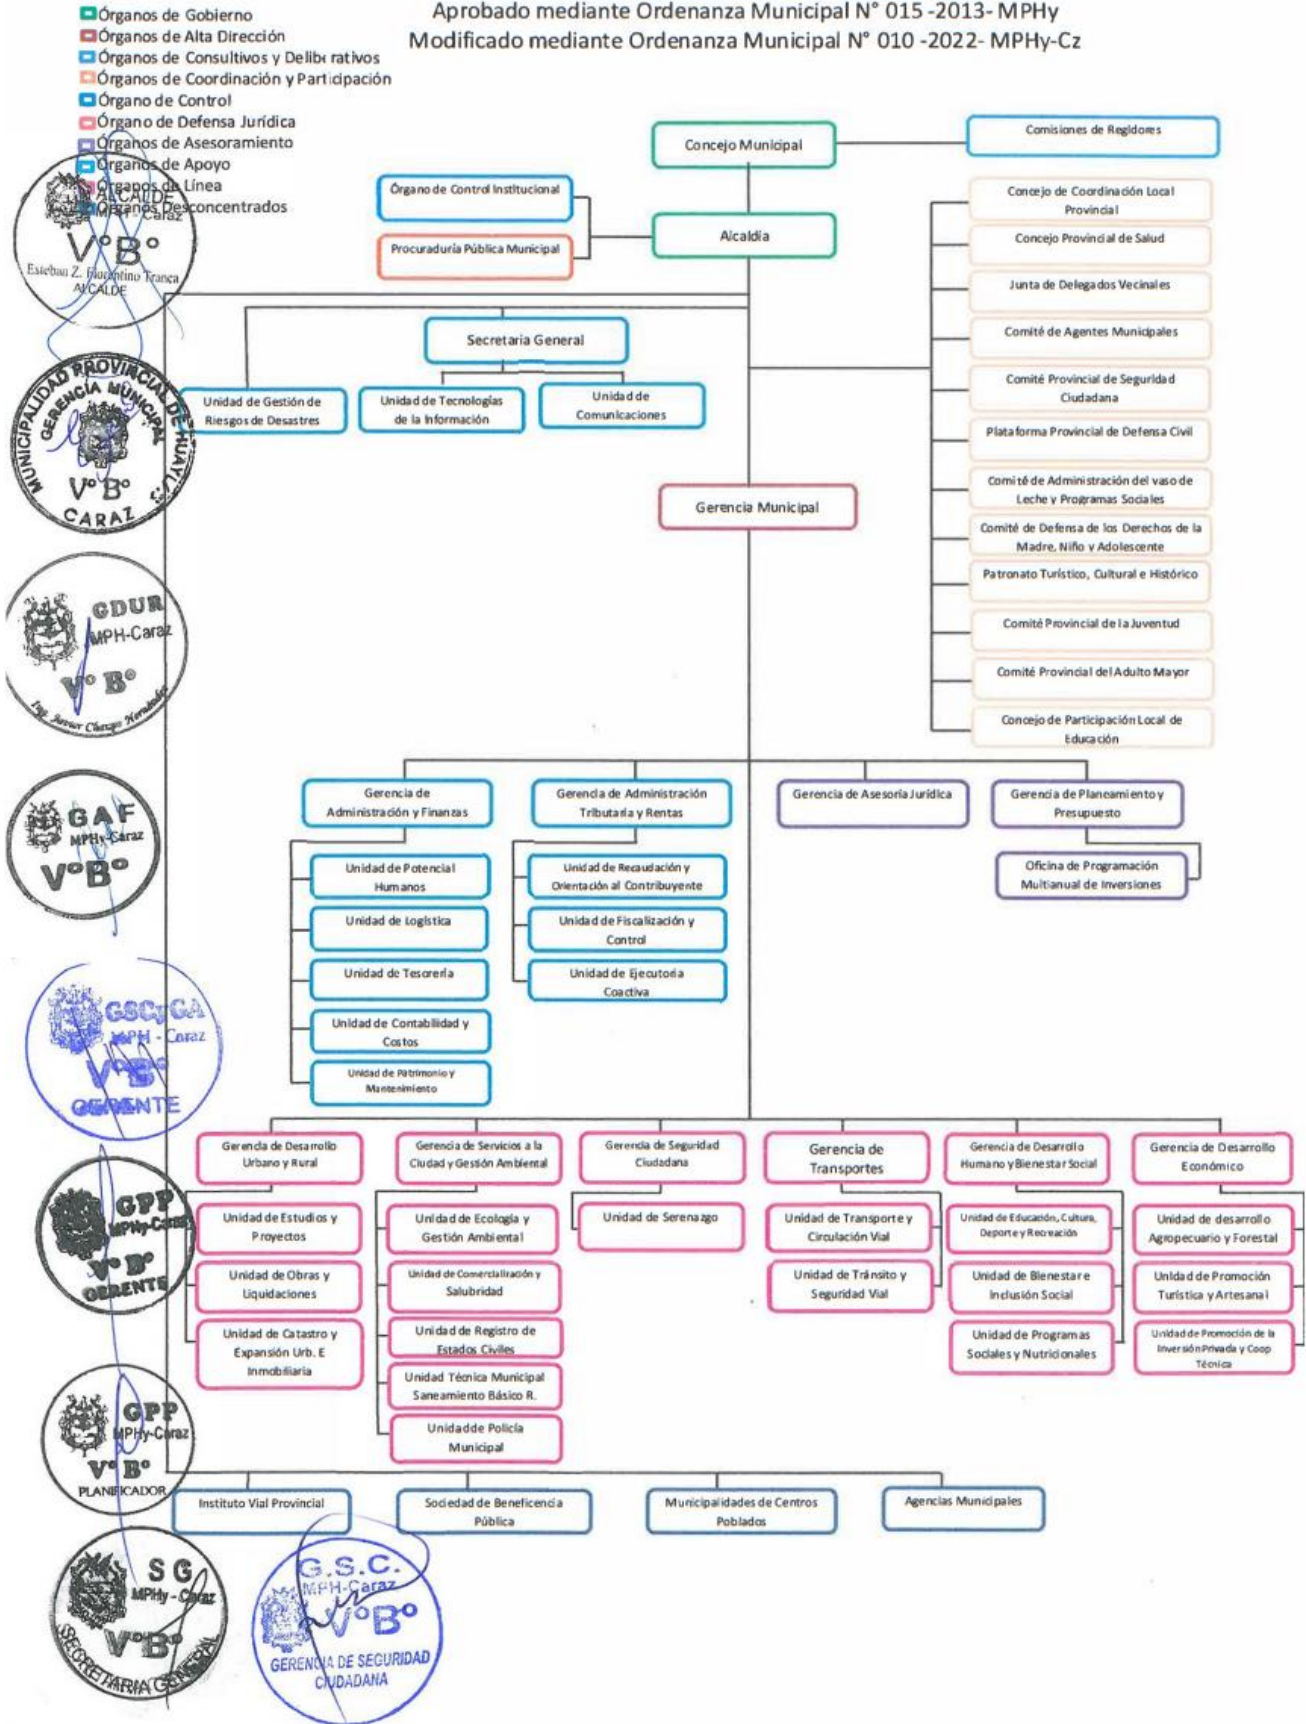 Aprobado mediante Ordenanza Municipal N° 015 -2013- MPHy
Modificado mediante Ordenanza Municipal N° 010 -2022- MPHy-Cz
Órganos de Gobierno
Órganos de Alta Dirección
Órganos de Consultivos y Deliberativos
Órganos de Coordinación y Participación
Órgano de Control
Órgano de Defensa Jurídica
Órganos de Asesoramiento
Órganos de Apoyo
Órganos de Línea
Órganos Desconcentrados
Concejo Municipal
Comisiones de Regidores
Órgano de Control Institucional
Procuraduría Pública Municipal
Alcaldía
Concejo de Coordinación Local
Provincial
Concejo Provincial de Salud
Junta de Delegados Vecinales
Comité de Agentes Municipales
Comité Provincial de Seguridad
Ciudadana
Plataforma Provincial de Defensa Civil
Comité de Administración del vaso de
Leche y Programas Sociales
Comité de Defensa de los Derechos de la
Madre, Niño y Adolescente
Patronato Turístico, Cultural e Histórico
Comité Provincial de la Juventud
Comité Provincial del Adulto Mayor
Concejo de Participación Local de
Educación
Secretaria General
Unidad de Gestión de
Riesgos de Desastres
Unidad de Tecnologías
de la Información
Unidad de
Comunicaciones
Gerencia Municipal
Gerencia de
Administración y Finanzas
Gerencia de Administración
Tributaria y Rentas
Gerencia de Asesoría Jurídica
Gerencia de Planeamiento y
Presupuesto
Unidad de Potencial
Humanos
Unidad de Logística
Unidad de Tesorería
Unidad de Contabilidad y
Costos
Unidad de Patrimonio y
Mantenimiento
Unidad de Recaudación y
Orientación al Contribuyente
Unidad de Fiscalización y
Control
Unidad de Ejecutoria
Coactiva
Oficina de Programación
Multianual de Inversiones
Gerencia de Desarrollo
Urbano y Rural
Gerencia de Servicios a la
Ciudad y Gestión Ambiental
Gerencia de Seguridad
Ciudadana
Gerencia de
Transportes
Gerencia de Desarrollo
Humano y Bienestar Social
Gerencia de Desarrollo
Económico
Unidad de Estudios y
Proyectos
Unidad de Obras y
Liquidaciones
Unidad de Catastro y
Expansión Urb. E
Inmobiliaria
Unidad de Ecología y
Gestión Ambiental
Unidad de Comercialización y
Salubridad
Unidad de Registro de
Estados Civiles
Unidad Técnica Municipal
Saneamiento Básico R.
Unidad de Policía
Municipal
Unidad de Serenazgo
Unidad de Transporte y
Circulación Vial
Unidad de Tránsito y
Seguridad Vial
Unidad de Educación, Cultura,
Deporte y Recreación
Unidad de Bienestar e
Inclusión Social
Unidad de Programas
Sociales y Nutricionales
Unidad de desarrollo
Agropecuario y Forestal
Unidad de Promoción
Turística y Artesanal
Unidad de Promoción de la
Inversión Privada y Coop
Técnica
Instituto Vial Provincial
Sociedad de Beneficencia
Pública
Municipalidades de Centros
Poblados
Agencias Municipales
ALCALDE
MPH - Caraz
V°B°
ALCALDE
MUNICIPALIDAD PROVINCIAL DE HUAYLAS
GERENCIA MUNICIPAL
V°B°
CARAZ
GDUR
MPH-Caraz
V°B°
GAF
MPHy-Caraz
V°B°
GSCyGA
MPH - Caraz
V°B°
GERENTE
GPP
MPHy-Caraz
V°B°
GERENTE
GPP
MPHy-Caraz
V°B°
PLANIFICADOR
SG
MPHy - Caraz
V°B°
SECRETARIA GENERAL
G.S.C.
MPH-Caraz
V°B°
GERENCIA DE SEGURIDAD
CIUDADANA